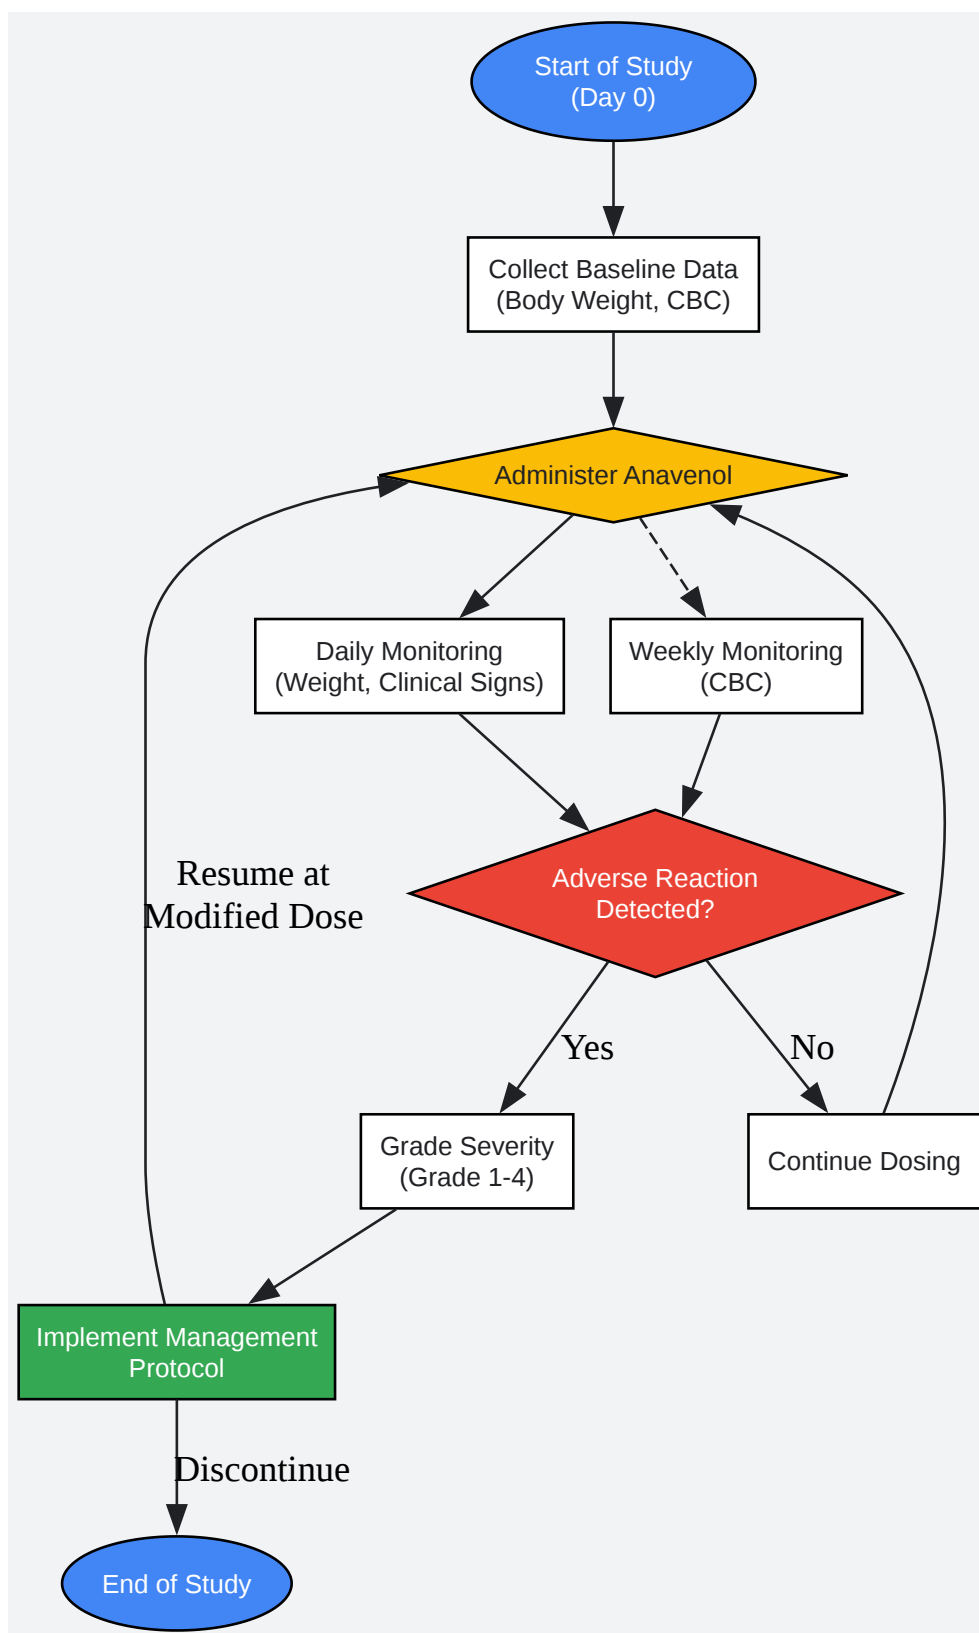 Start of Study
(Day 0)
Collect Baseline Data
(Body Weight, CBC)
Administer Anavenol
Daily Monitoring
(Weight, Clinical Signs)
Weekly Monitoring
(CBC)
Adverse Reaction
Detected?
Resume at
Modified Dose
Yes
No
Grade Severity
(Grade 1-4)
Continue Dosing
Implement Management
Protocol
Discontinue
End of Study